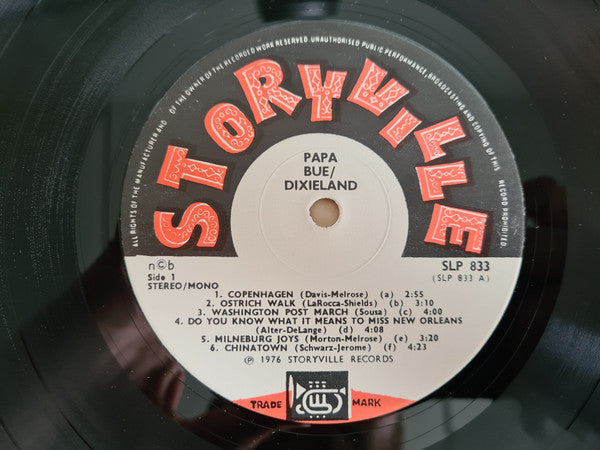 ALL RIGHTS OF THE MANUFACTURER AND OF THE OWNER OF THE RECORDED WORK RESERVED. UNAUTHORISED PUBLIC PERFORMANCE, BROADCASTING AND COPYING OF THIS RECORD PROHIBITED.
STORYVILLE
PAPA
BUE/
DIXIELAND
n©b
SLP 833
Side 1
(SLP 833 A)
STEREO/MONO
1. COPENHAGEN (Davis-Melrose) (a) 2:55
2. OSTRICH WALK (LaRocca-Shields) (b) 3:10
3. WASHINGTON POST MARCH (Sousa) (c) 4:00
4. DO YOU KNOW WHAT IT MEANS TO MISS NEW ORLEANS
(Alter-DeLange) (d) 4:08
5. MILNEBURG JOYS (Morton-Melrose) (e) 3:20
6. CHINATOWN (Schwarz-Jerome) (f) 4:23
℗ 1976 STORYVILLE RECORDS
TRADE MARK